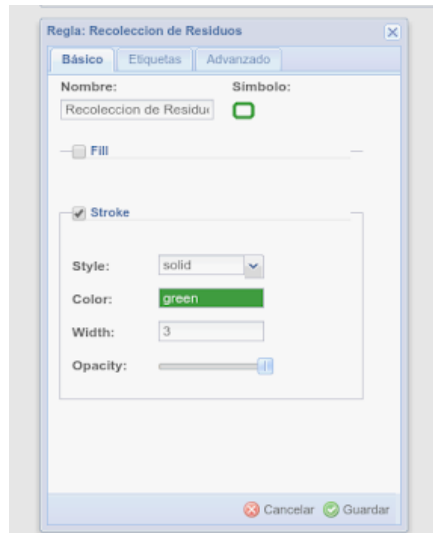 Regla: Recoleccion de Residuos
Básico Etiquetas Advanzado
Nombre: Simbolo:
Recoleccion de Residu
Fill
Stroke
Style: solid
Color: green
Width: 3
Opacity:
Cancelar Guardar